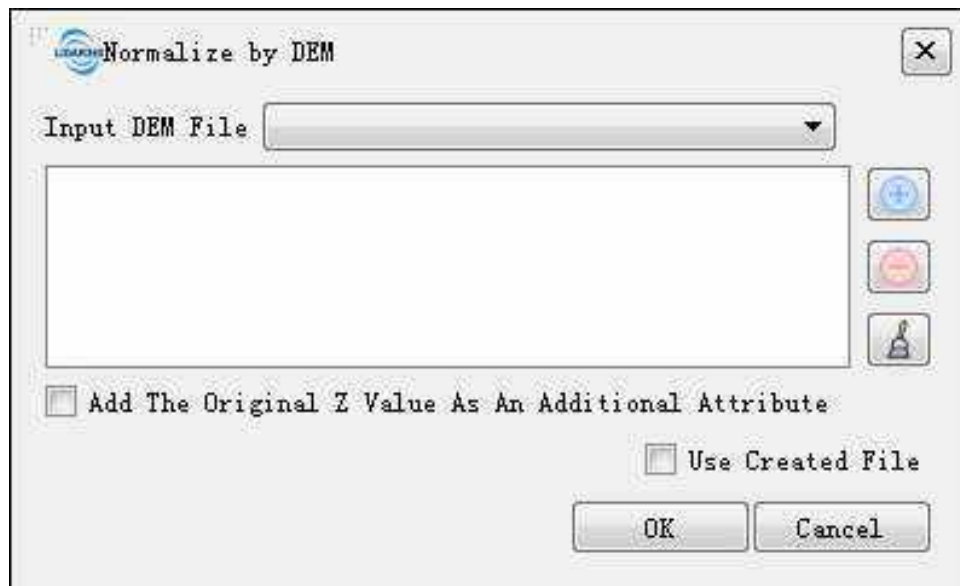 Normalize by DEM
Input DEM File
Add The Original Z Value As An Additional Attribute
Use Created File
OK
Cancel